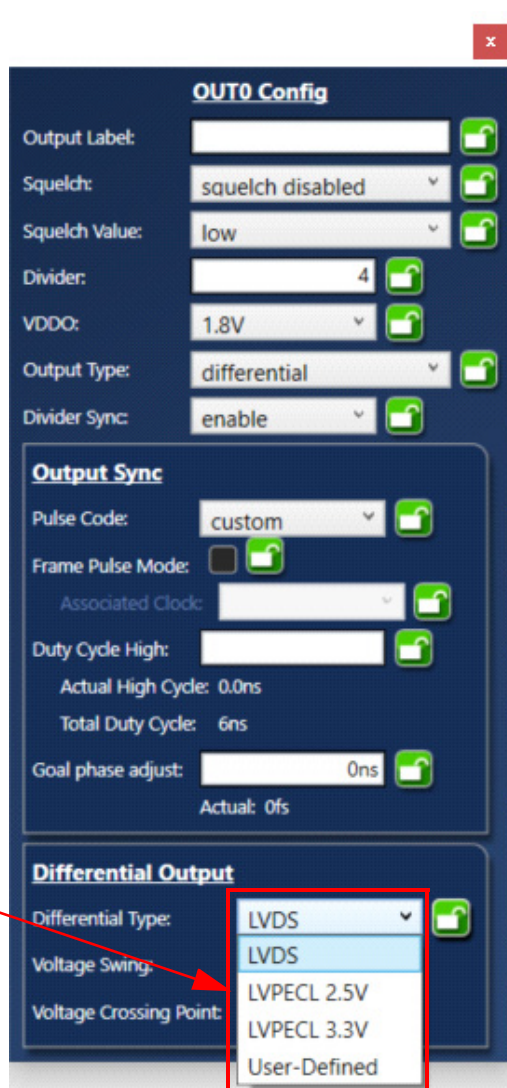 x
OUT0 Config
Output Label:
Squelch: squelch disabled
Squelch Value: low
Divider: 4
VDDO: 1.8V
Output Type: differential
Divider Sync: enable
Output Sync
Pulse Code: custom
Frame Pulse Mode:
Associated Clock:
Duty Cycle High:
Actual High Cycle: 0.0ns
Total Duty Cycle: 6ns
Goal phase adjust: 0ns
Actual: 0fs
Differential Output
Differential Type: LVDS
Voltage Swing: LVDS
LVPECL 2.5V
Voltage Crossing Point: LVPECL 3.3V
User-Defined